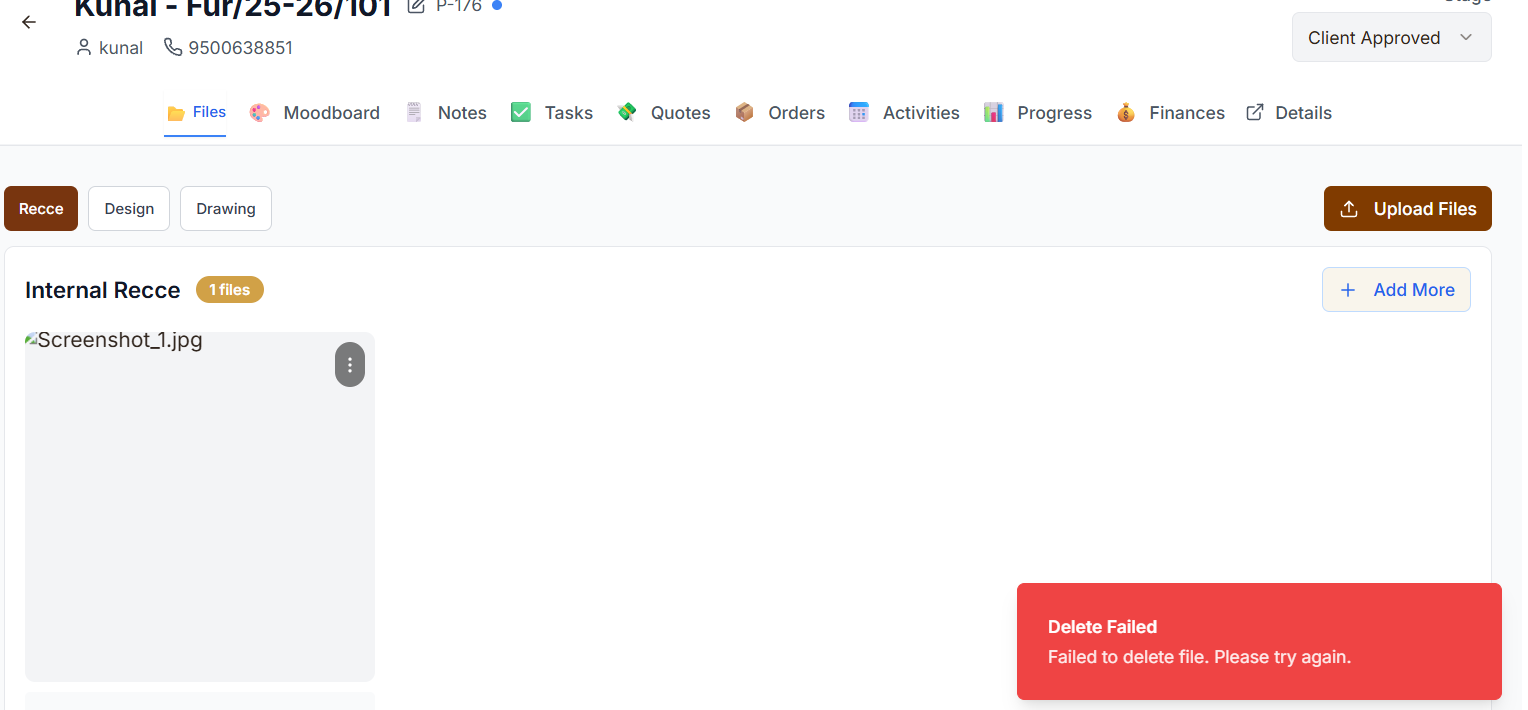 Kunal - Fur/25-26/101 P-176
Stage
kunal 9500638851
Client Approved
Files Moodboard Notes Tasks Quotes Orders Activities Progress Finances Details
Recce Design Drawing Upload Files
Internal Recce 1 files Add More
Screenshot_1.jpg
Delete Failed
Failed to delete file. Please try again.